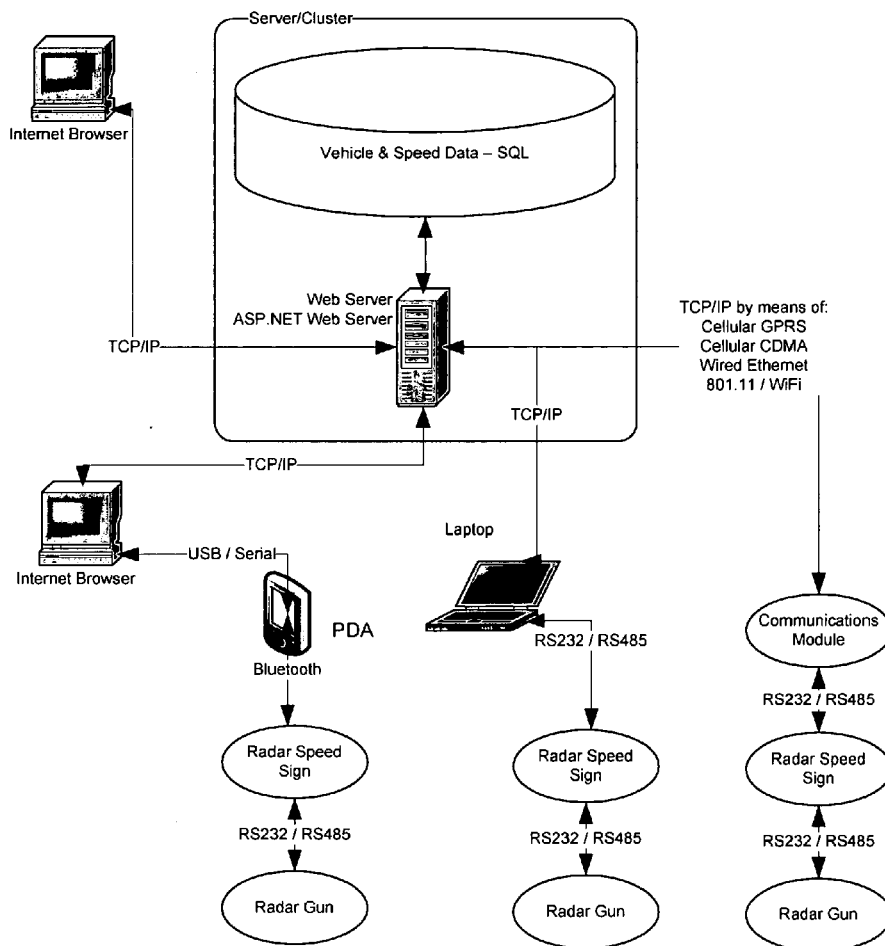 Server/Cluster
Internet Browser
Vehicle & Speed Data – SQL
Web Server
ASP.NET Web Server
TCP/IP
TCP/IP by means of:
Cellular GPRS
Cellular CDMA
Wired Ethernet
801.11 / WiFi
TCP/IP
TCP/IP
Internet Browser
USB / Serial
Laptop
PDA
Bluetooth
RS232 / RS485
Communications
Module
RS232 / RS485
Radar Speed
Sign
Radar Speed
Sign
Radar Speed
Sign
RS232 / RS485
RS232 / RS485
RS232 / RS485
Radar Gun
Radar Gun
Radar Gun